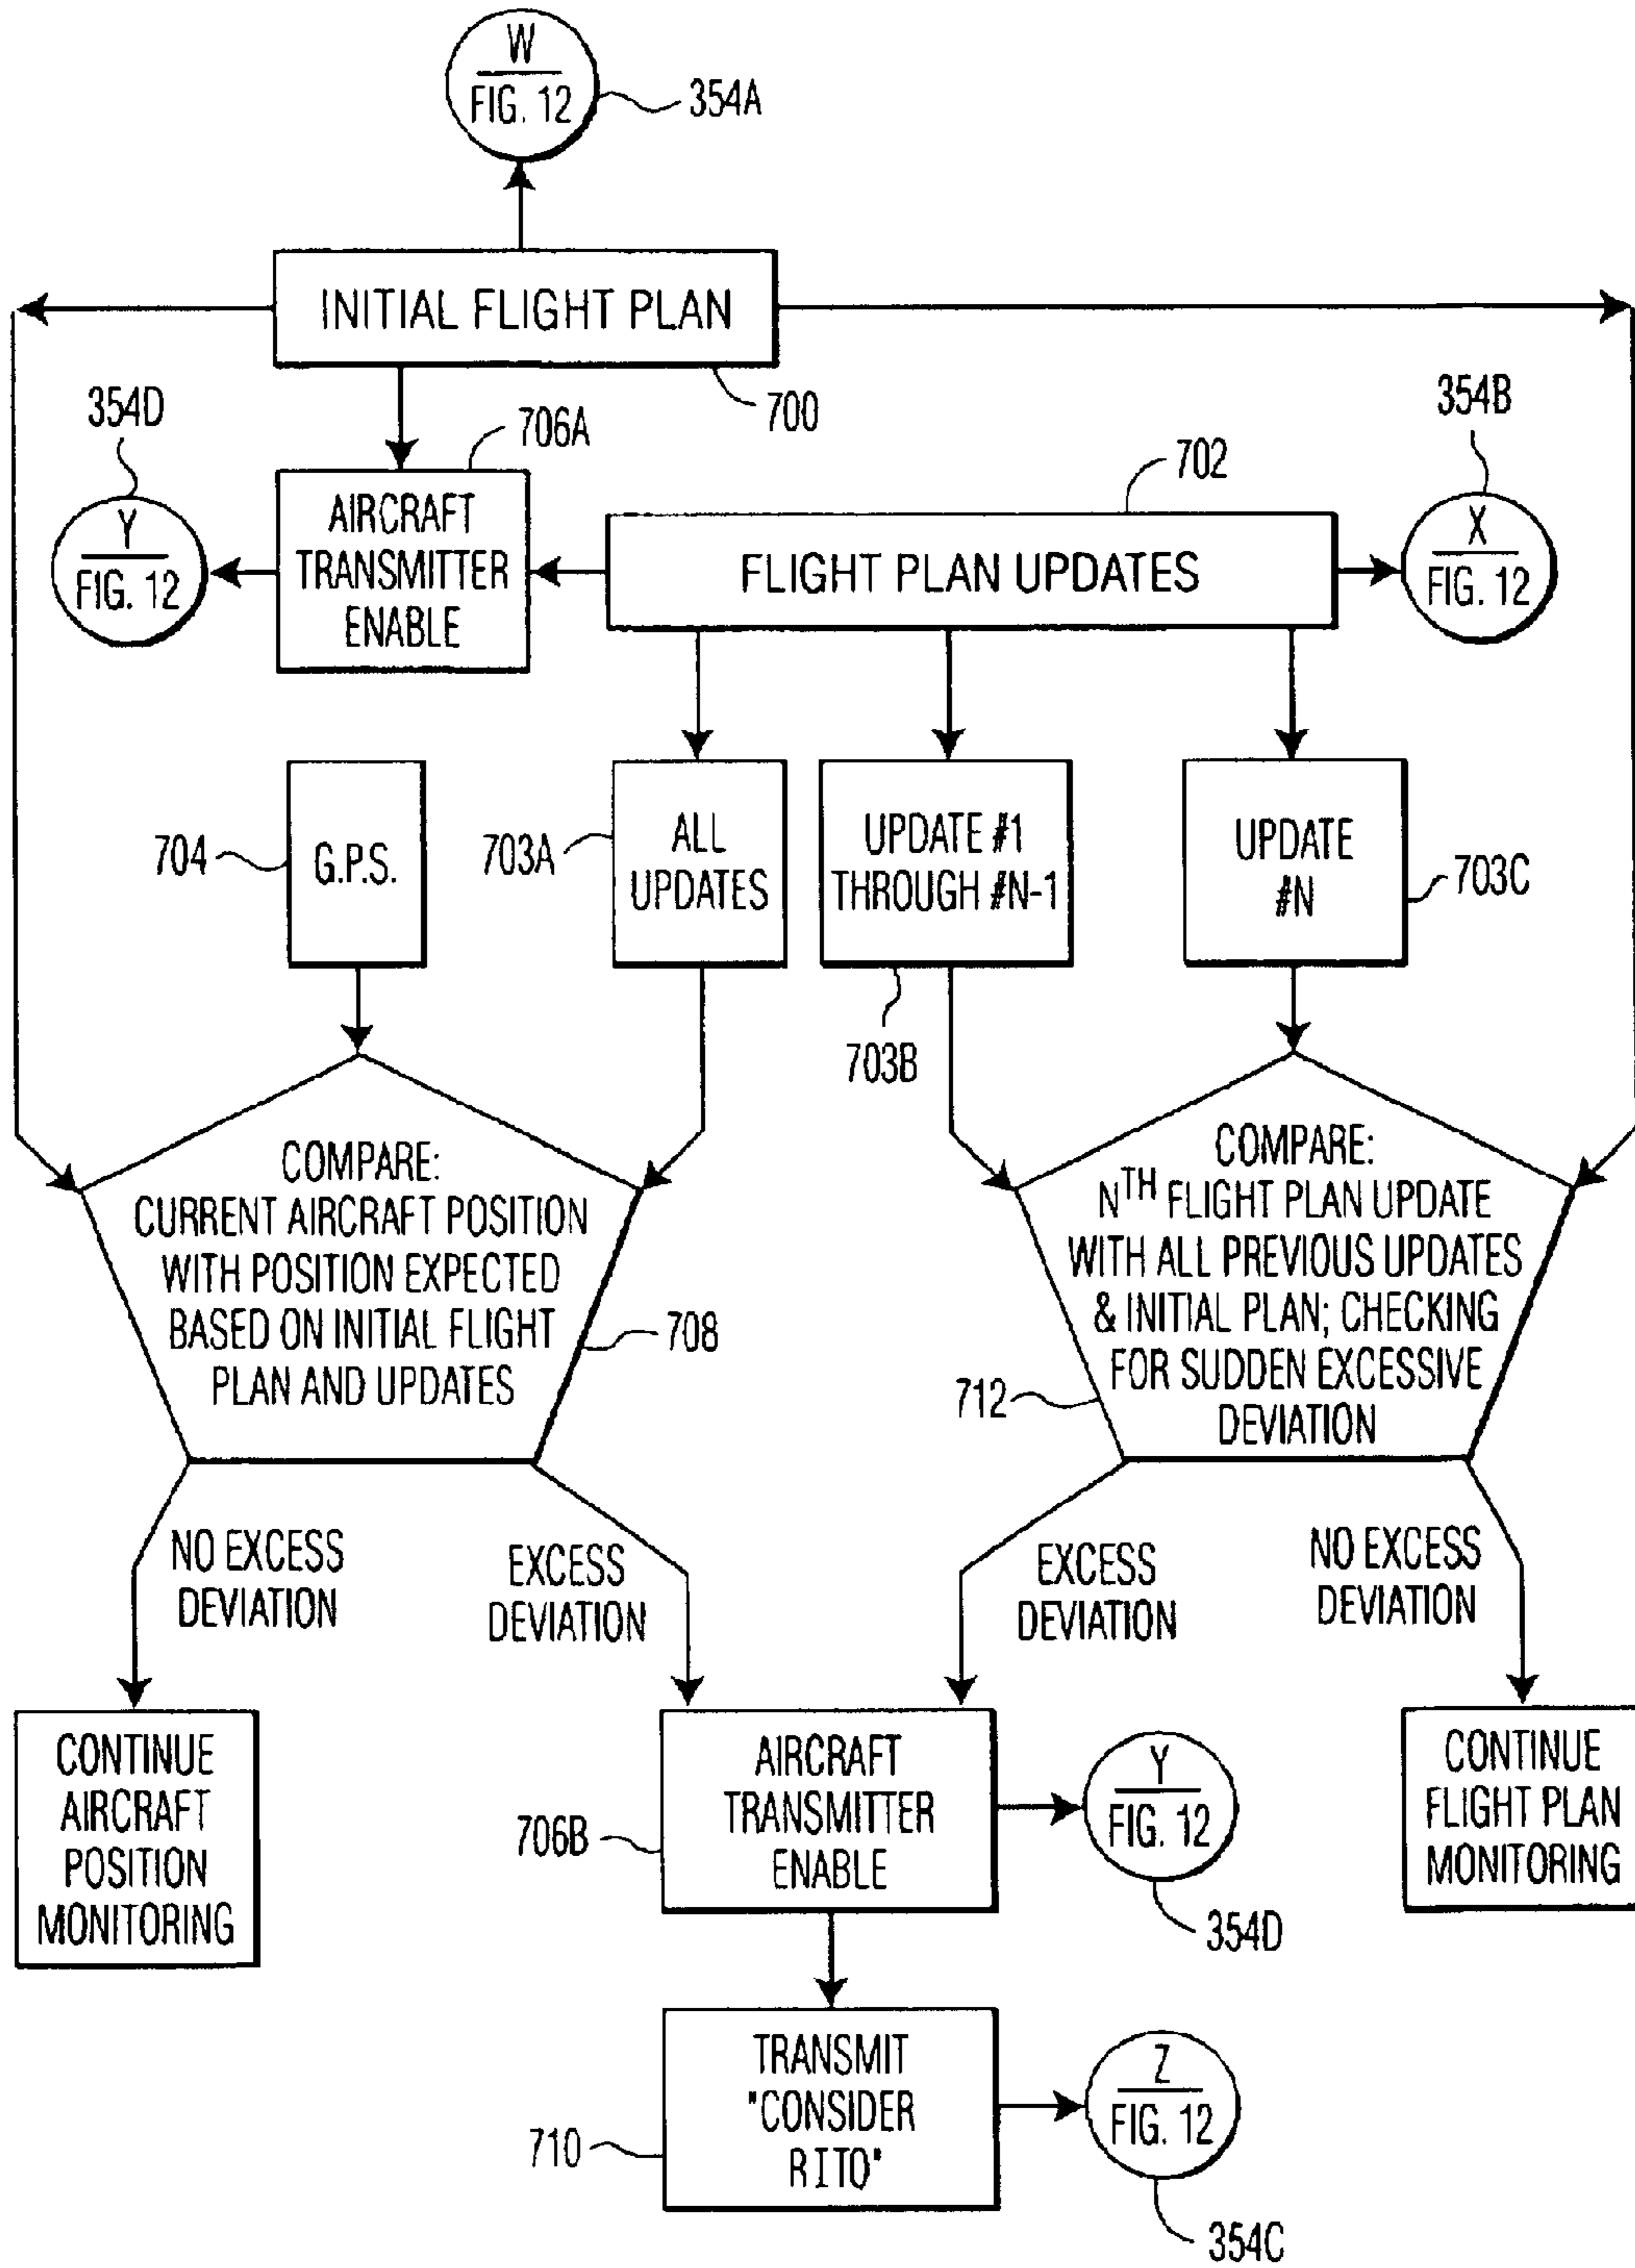 W
FIG. 12
354A
INITIAL FLIGHT PLAN
700
354D
706A
354B
702
Y
FIG. 12
AIRCRAFT
TRANSMITTER
ENABLE
FLIGHT PLAN UPDATES
X
FIG. 12
704
G.P.S.
703A
ALL
UPDATES
UPDATE #1
THROUGH #N-1
703B
UPDATE
#N
703C
COMPARE:
CURRENT AIRCRAFT POSITION
WITH POSITION EXPECTED
BASED ON INITIAL FLIGHT
PLAN AND UPDATES
708
COMPARE:
NTH FLIGHT PLAN UPDATE
WITH ALL PREVIOUS UPDATES
& INITIAL PLAN; CHECKING
FOR SUDDEN EXCESSIVE
DEVIATION
712
NO EXCESS
DEVIATION
EXCESS
DEVIATION
EXCESS
DEVIATION
NO EXCESS
DEVIATION
CONTINUE
AIRCRAFT
POSITION
MONITORING
706B
AIRCRAFT
TRANSMITTER
ENABLE
Y
FIG. 12
354D
CONTINUE
FLIGHT PLAN
MONITORING
710
TRANSMIT
"CONSIDER
RITO"
Z
FIG. 12
354C